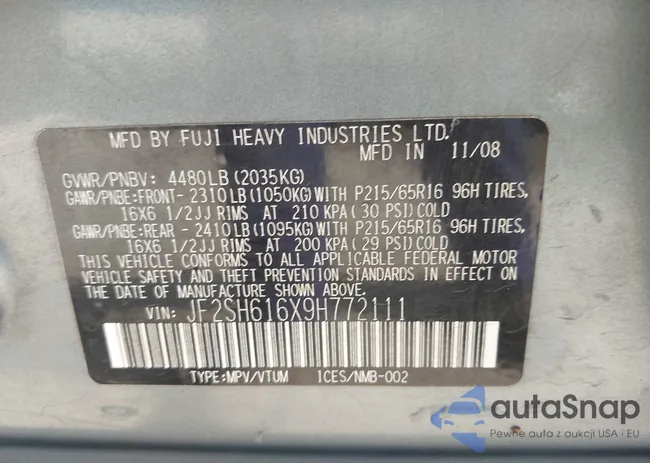 MFD BY FUJI HEAVY INDUSTRIES LTD.
MFD IN 11/08
GVWR/PNBV: 4480LB(2035KG)
GAWR/PNBE:FRONT- 2310LB(1050KG)WITH P215/65R16 96H TIRES,
16X6 1/2JJ RIMS AT 210 KPA(30 PSI)COLD
GAWR/PNBE:REAR - 2410LB(1095KG)WITH P215/65R16 96H TIRES,
16X6 1/2JJ RIMS AT 200 KPA(29 PSI)COLD
THIS VEHICLE CONFORMS TO ALL APPLICABLE FEDERAL MOTOR
VEHICLE SAFETY AND THEFT PREVENTION STANDARDS IN EFFECT ON
THE DATE OF MANUFACTURE SHOWN ABOVE.
VIN: JF2SH616X9H772111
TYPE:MPV/VTUM ICES/NMB-002
autaSnap
Pewne auta z aukcji USA i EU